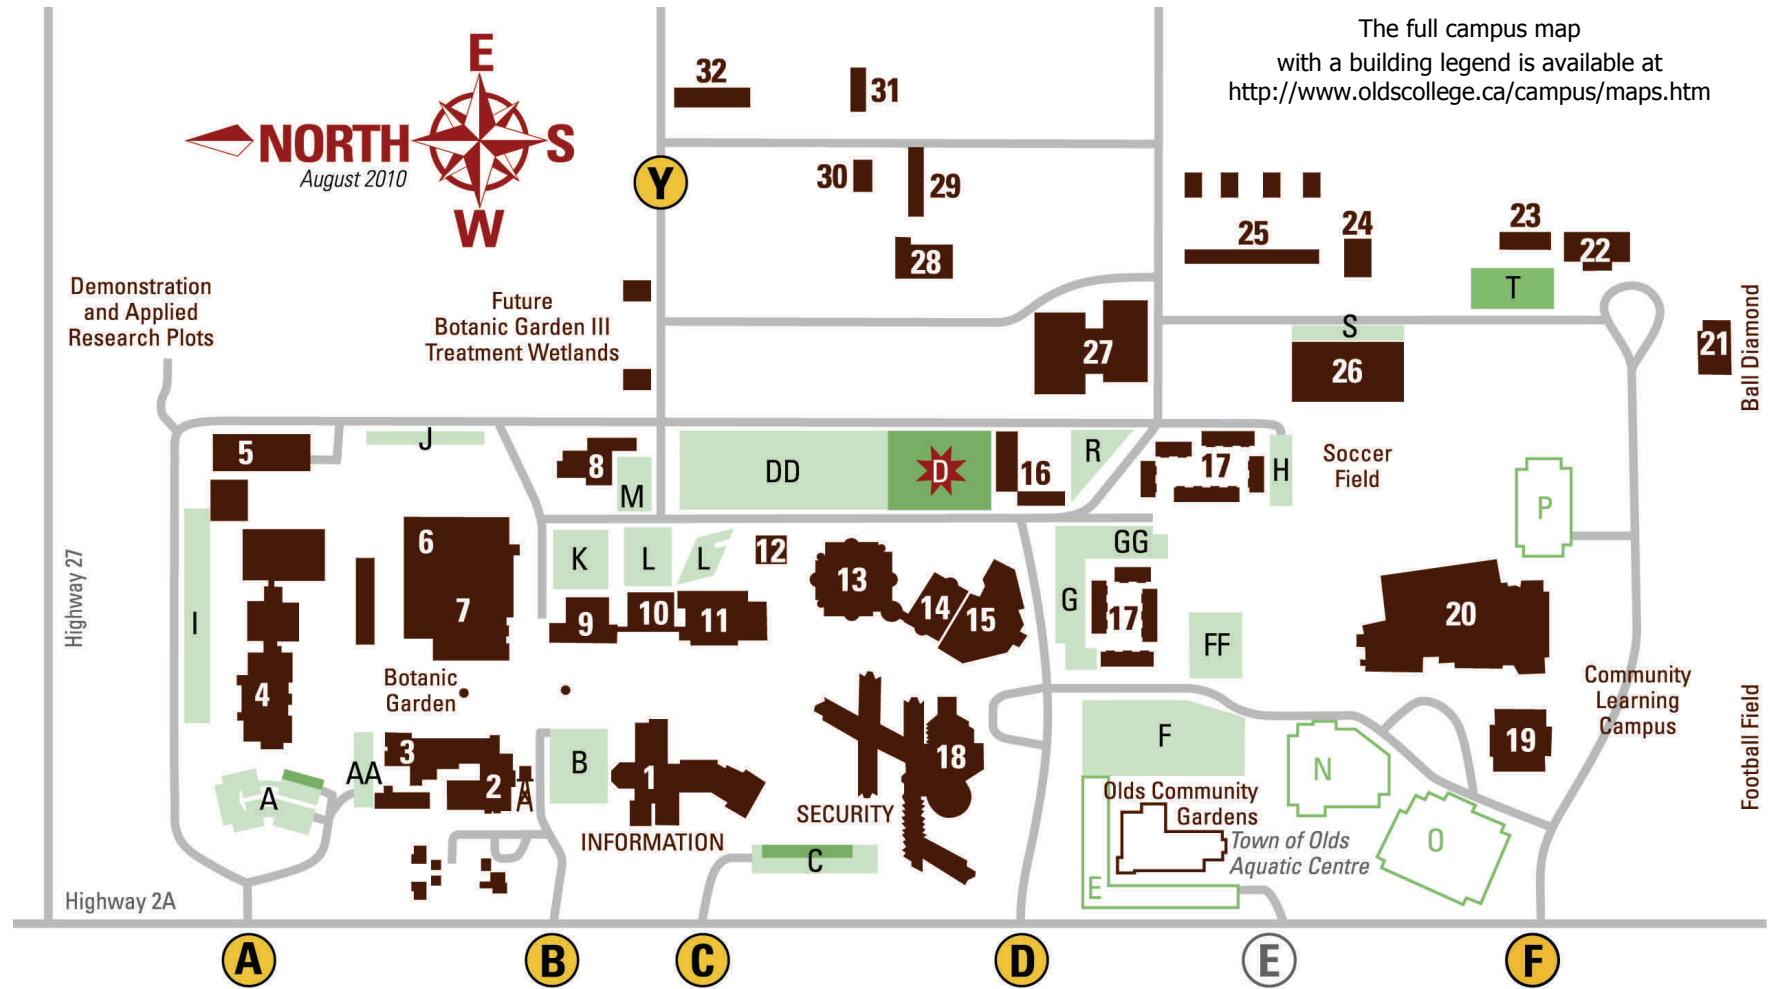 The full campus map
with a building legend is available at
http://www.oldscollege.ca/campus/maps.htm
E
NORTH
S
August 2010
W
32
31
Y
30
29
28
25
24
23
22
T
Demonstration
and Applied
Research Plots
Future
Botanic Garden III
Treatment Wetlands
27
S
26
21
Ball Diamond
5
J
8
M
DD
D
16
R
17
H
Soccer
Field
P
Highway 27
I
6
7
K
L
L
12
9
10
11
13
14
15
GG
G
17
FF
20
4
Botanic
Garden
Community
Learning
Campus
3
AA
2
A
B
1
INFORMATION
SECURITY
18
C
F
N
19
Olds Community
Gardens
Town of Olds
Aquatic Centre
O
E
Football Field
Highway 2A
A
B
C
D
E
F